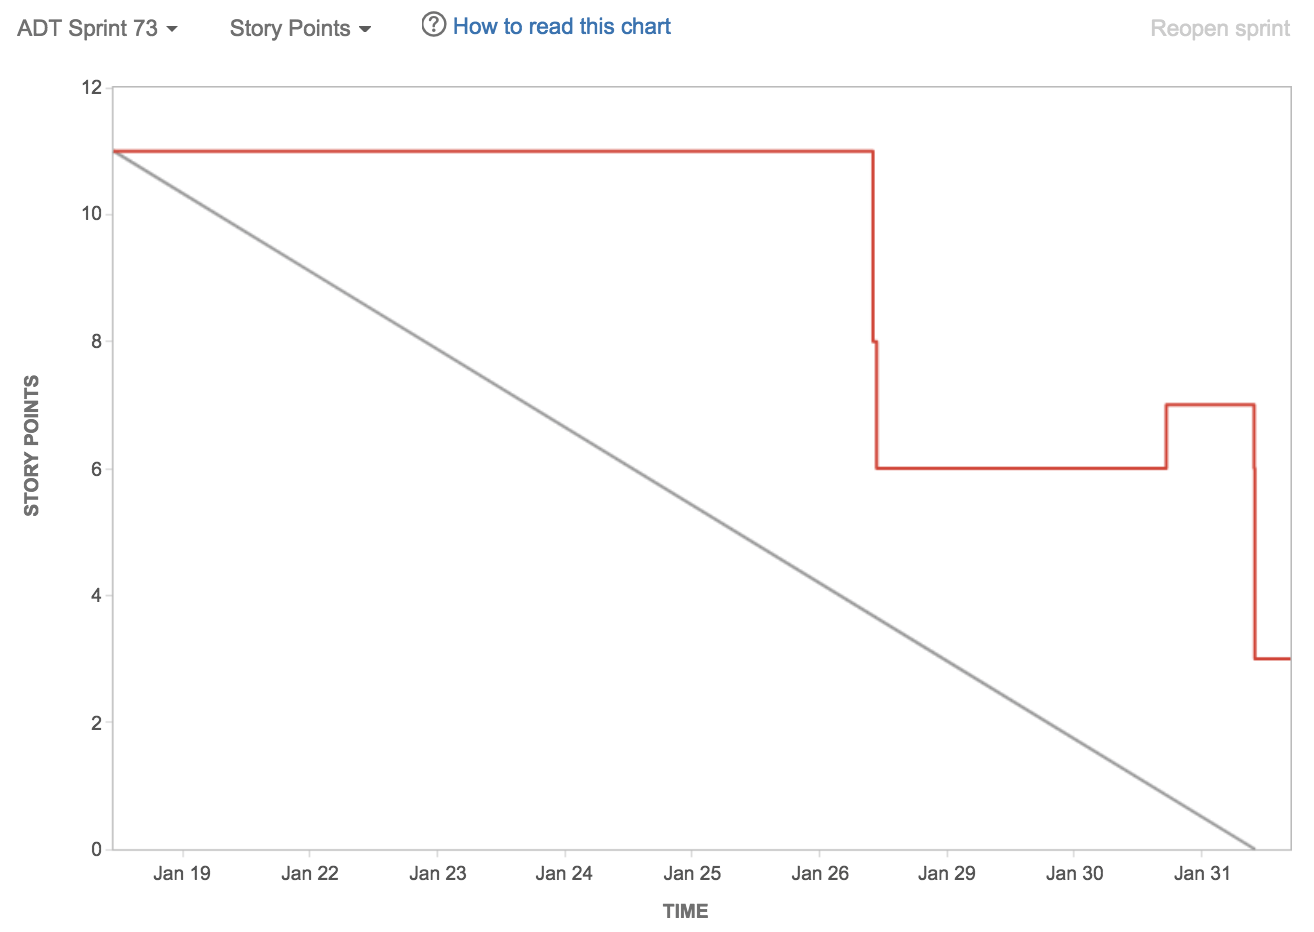 ADT Sprint 73 Story Points How to read this chart Reopen sprint
12
10
8
6
4
2
0
STORY POINTS
Jan 19 Jan 22 Jan 23 Jan 24 Jan 25 Jan 26 Jan 29 Jan 30 Jan 31
TIME